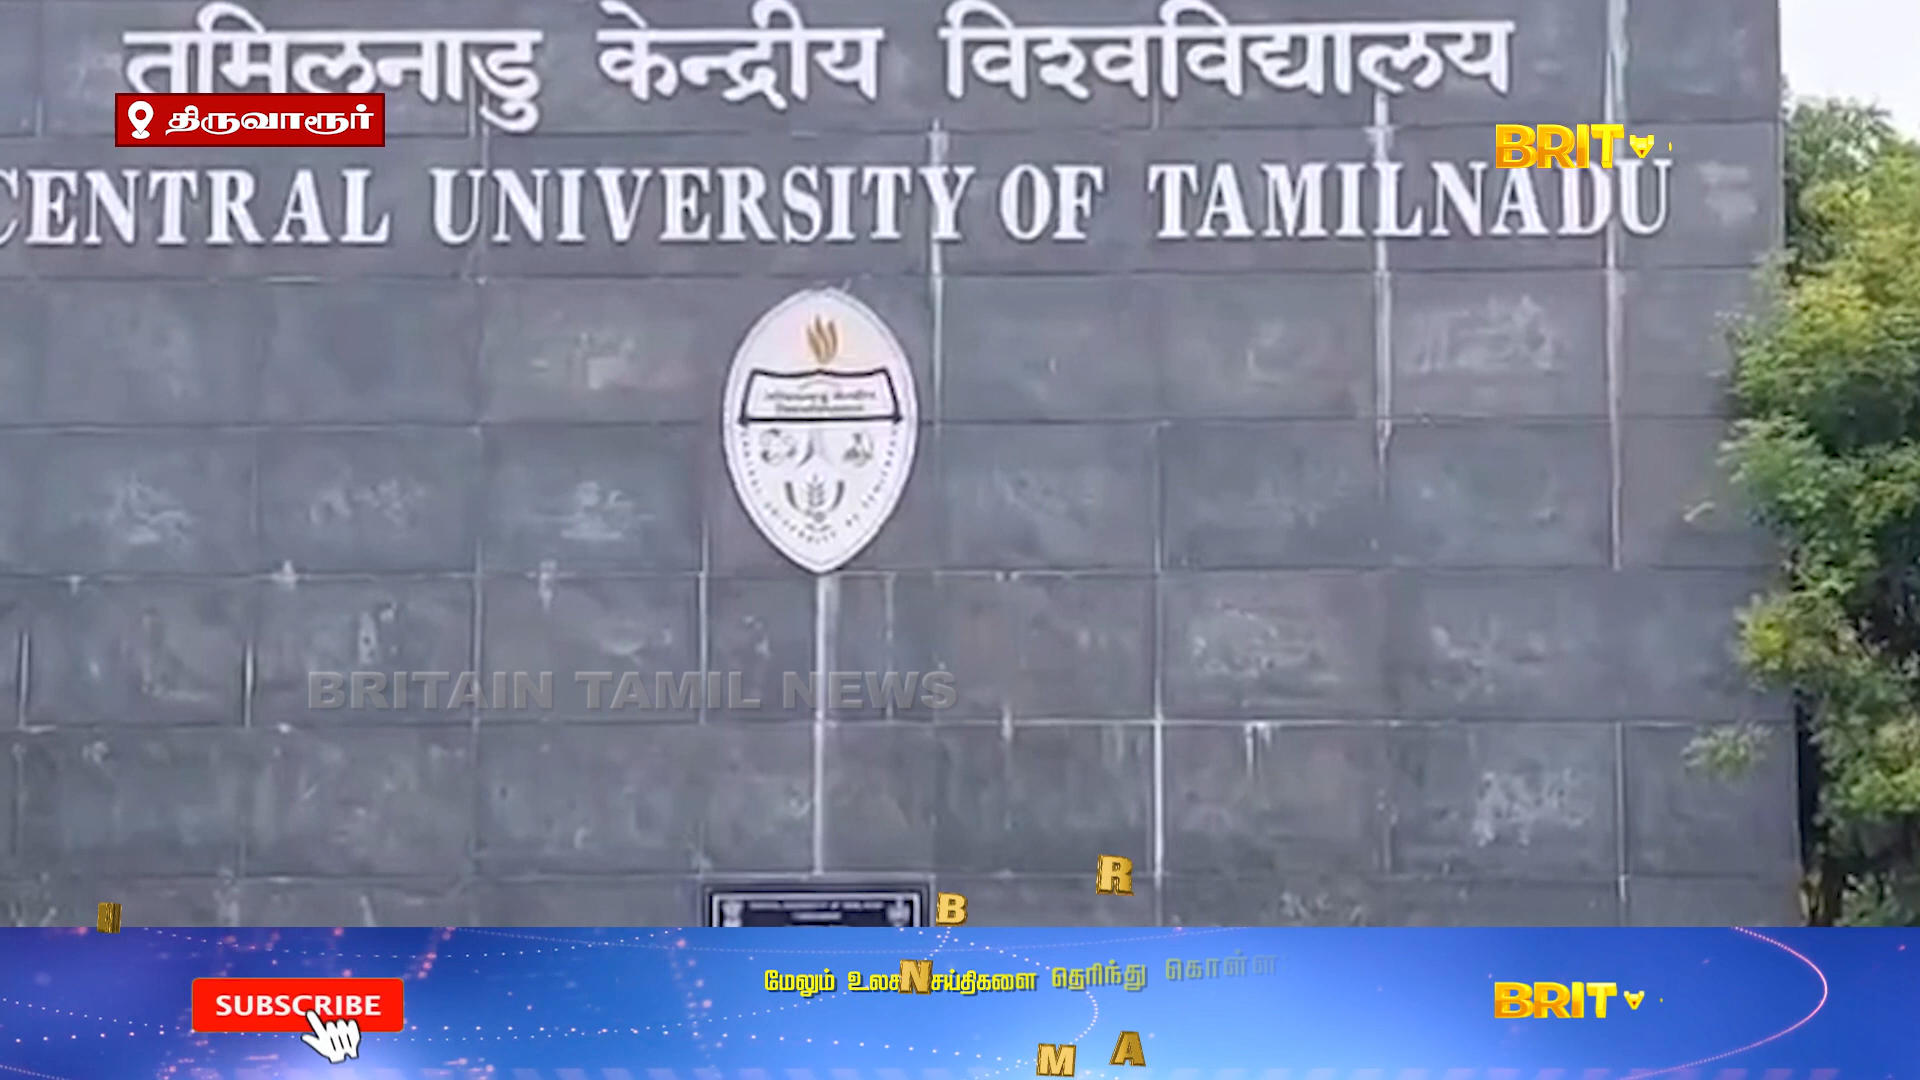 तमिलनाडु केन्द्रीय विश्वविद्यालय
திருவாரூர்
BRIT
CENTRAL UNIVERSITY OF TAMILNADU
BRITAIN TAMIL NEWS
R
B
N
மேலும் உலக செய்திகளை தெரிந்து கொள்ள
SUBSCRIBE
BRIT
M
A